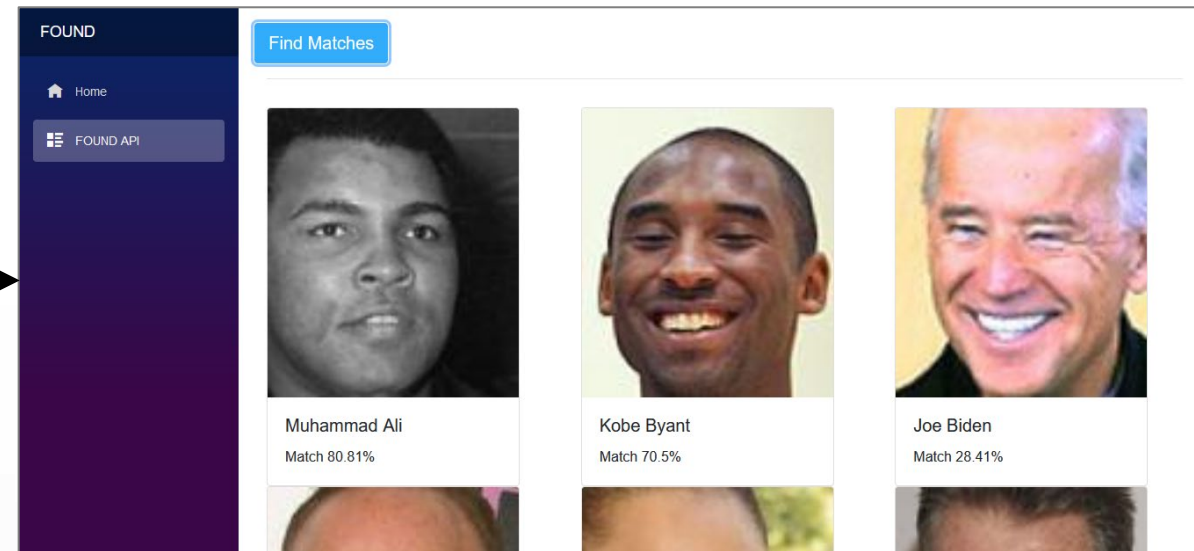 FOUND
Home
FOUND API
Find Matches
Muhammad Ali
Match 80.81%
Kobe Byant
Match 70.5%
Joe Biden
Match 28.41%